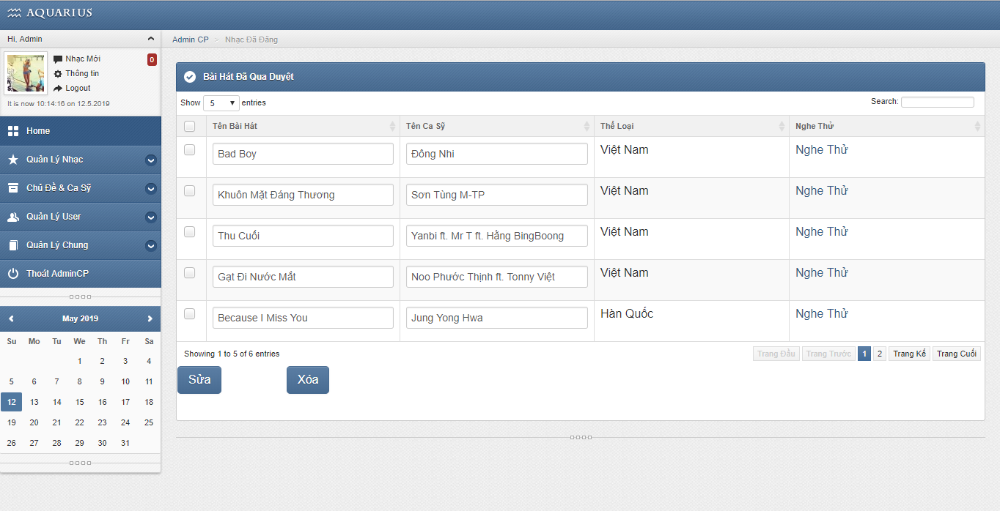 AQUARIUS
Hi, Admin
Admin CP > Nhạc Đã Đăng
Nhạc Mới 0
Thông tin
Logout
It is now 10:14:16 on 12.5.2019
Home
Quản Lý Nhạc
Chủ Đề & Ca Sỹ
Quản Lý User
Quản Lý Chung
Thoát AdminCP
May 2019
Su Mo Tu We Th Fr Sa
1 2 3 4
5 6 7 8 9 10 11
12 13 14 15 16 17 18
19 20 21 22 23 24 25
26 27 28 29 30 31
Bài Hát Đã Qua Duyệt
Show 5 entries Search:
Tên Bài Hát Tên Ca Sỹ Thể Loại Nghe Thử
Bad Boy Đông Nhi Việt Nam Nghe Thử
Khuôn Mặt Đáng Thương Sơn Tùng M-TP Việt Nam Nghe Thử
Thu Cuối Yanbi ft. Mr T ft. Hằng BingBoong Việt Nam Nghe Thử
Gạt Đi Nước Mắt Noo Phước Thịnh ft. Tonny Việt Việt Nam Nghe Thử
Because I Miss You Jung Yong Hwa Hàn Quốc Nghe Thử
Showing 1 to 5 of 6 entries Trang Đầu Trang Trước 1 2 Trang Kế Trang Cuối
Sửa Xóa